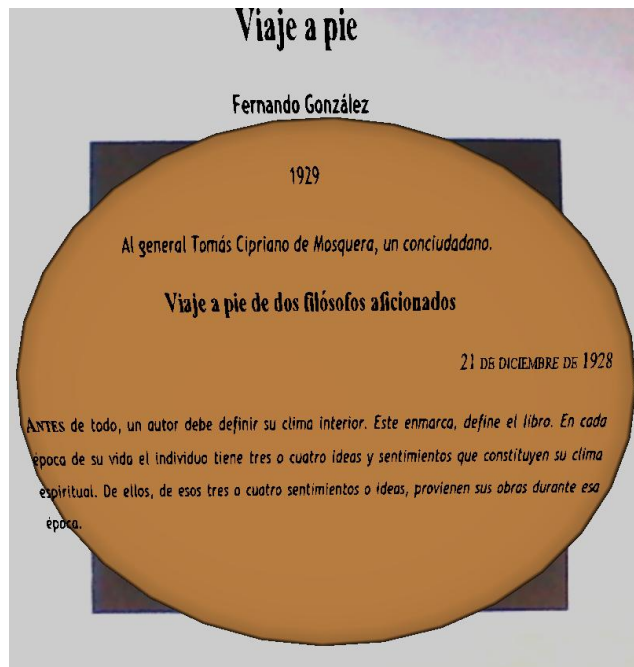 Viaje a pie
Fernando González
1929
Al general Tomás Cipriano de Mosquera, un conciudadano.
Viaje a pie de dos filósofos aficionados
21 DE DICIEMBRE DE 1928
ANTES de todo, un autor debe definir su clima interior. Este enmarca, define el libro. En cada
época de su vida el individuo tiene tres o cuatro ideas y sentimientos que constituyen su clima
espiritual. De ellos, de esos tres o cuatro sentimientos o ideas, provienen sus obras durante esa
época.